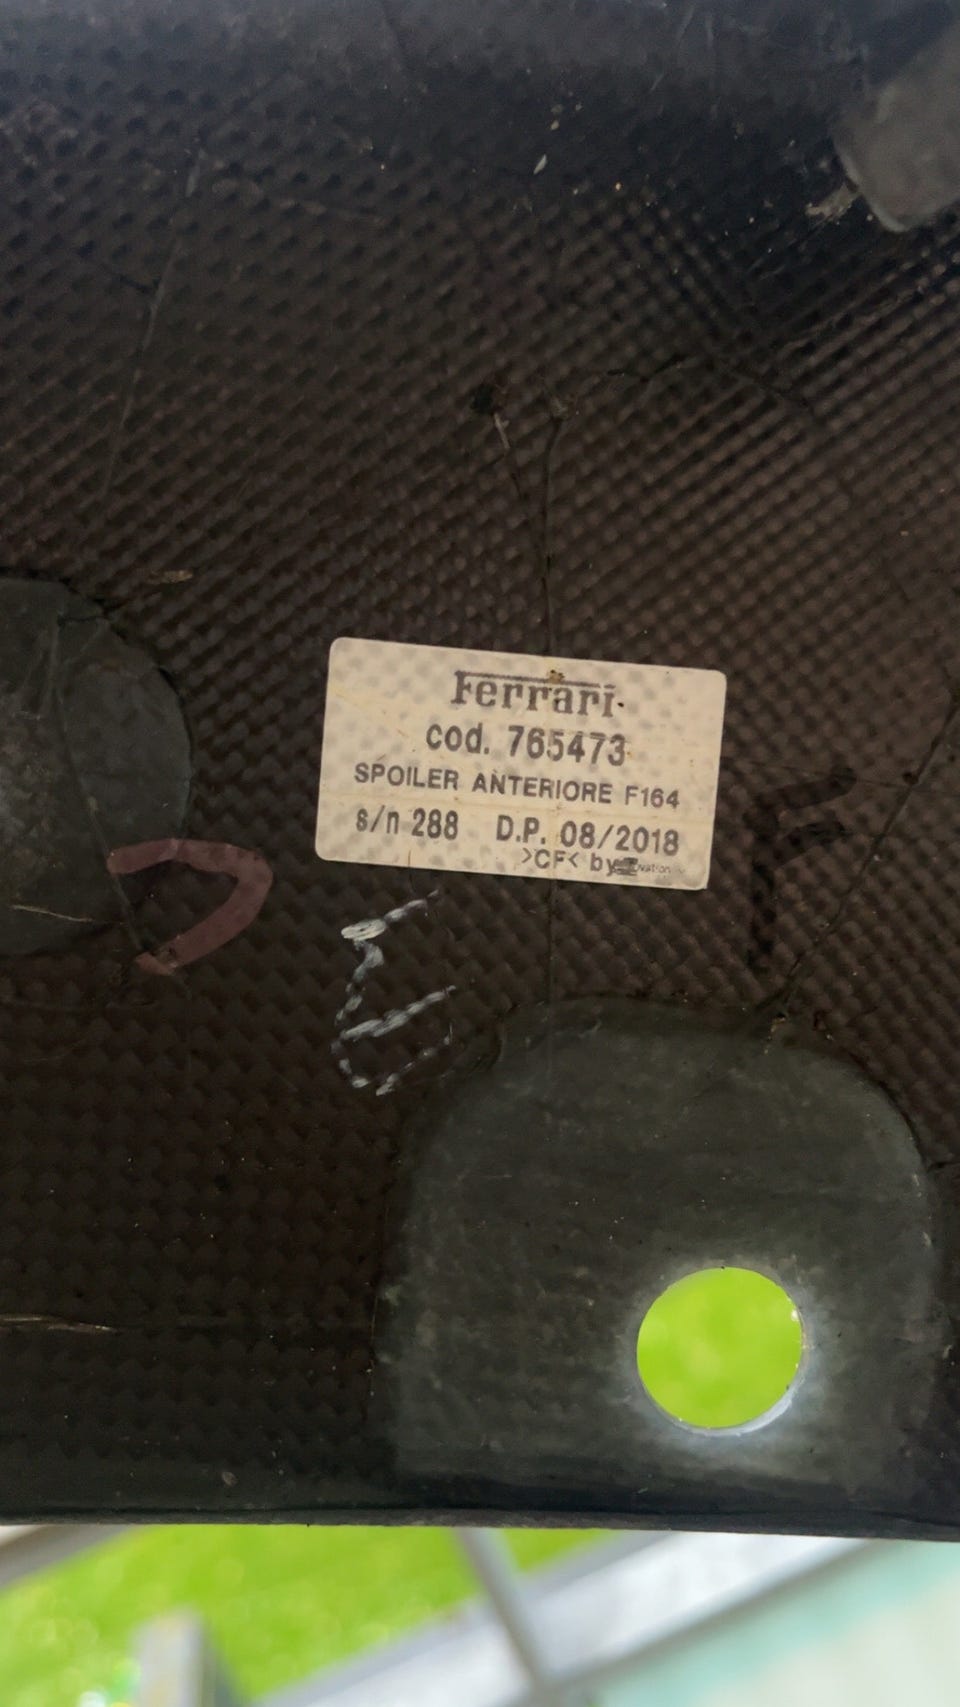 Ferrari
cod. 765473
SPOILER ANTERIORE F164
s/n 288 D.P. 08/2018
>CF< by